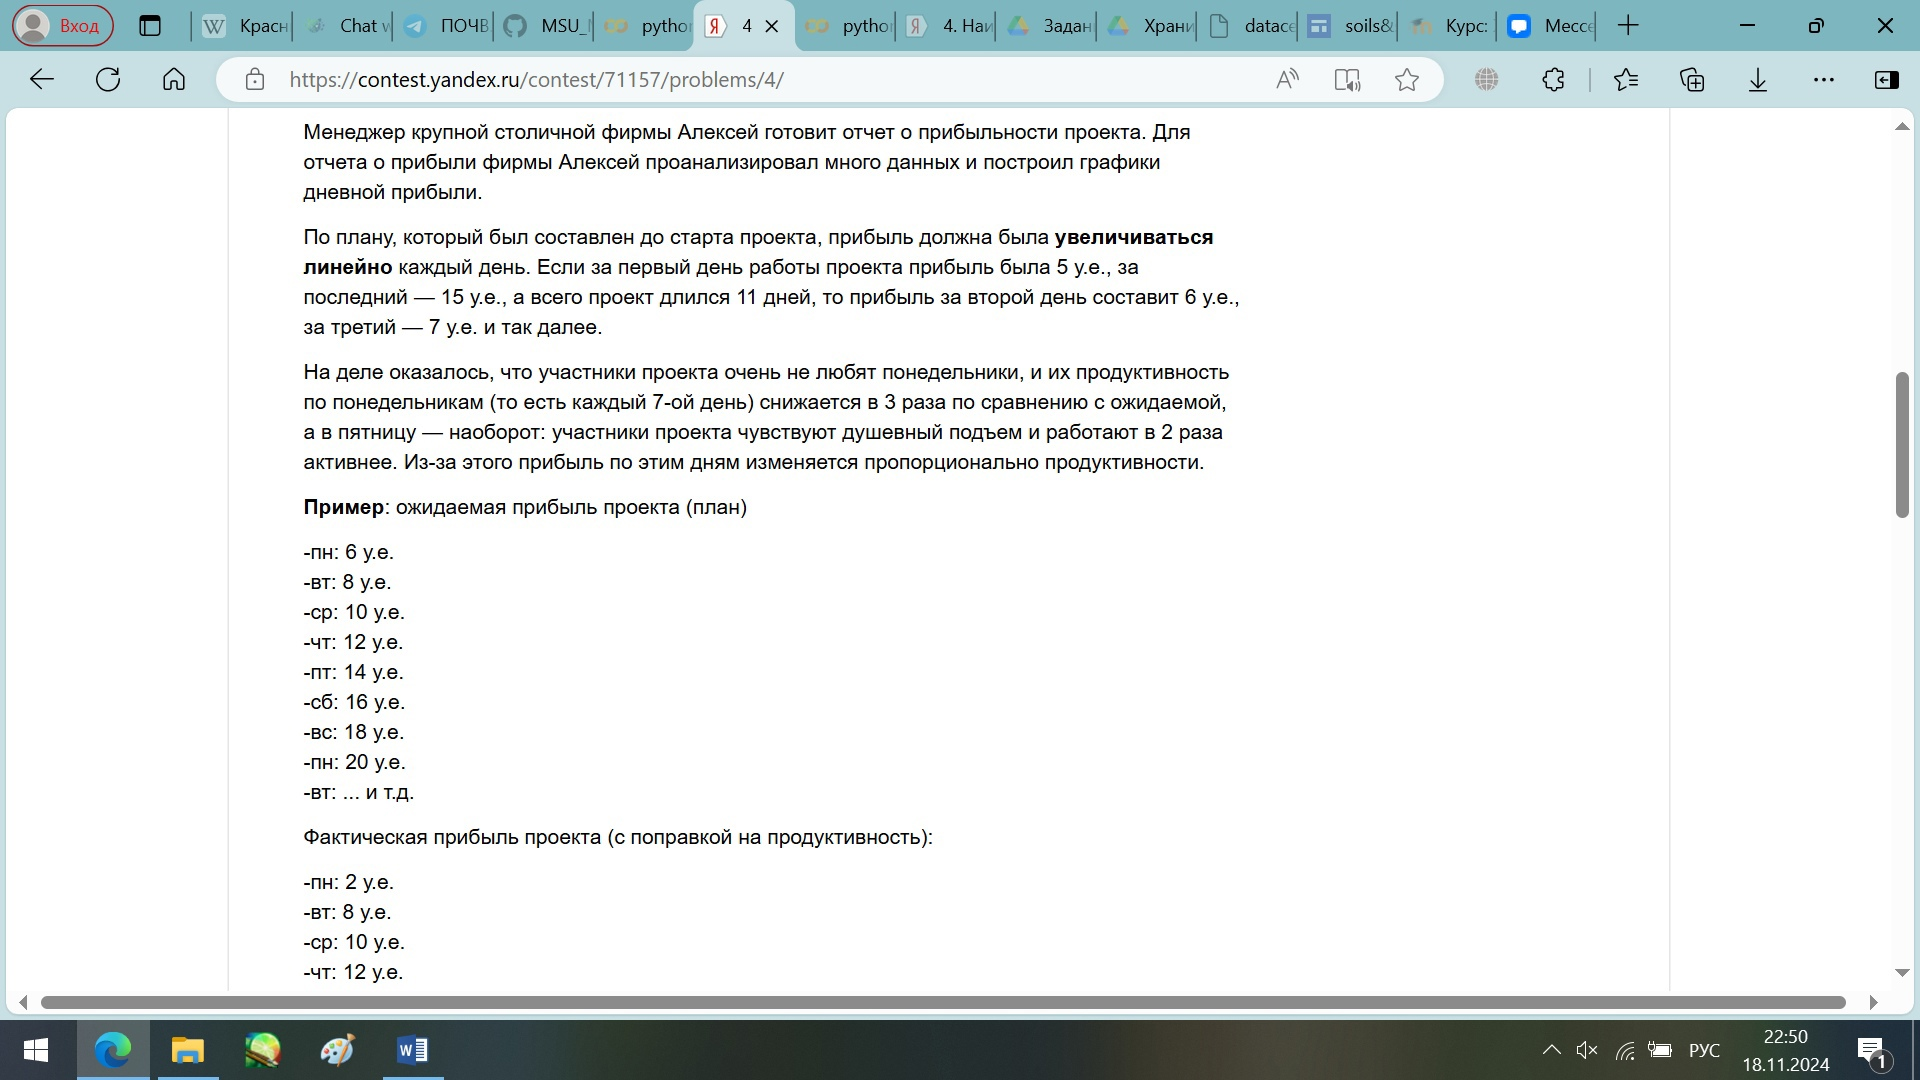 Вход
Красн
Chat w
ПОЧВ
MSU_
pytho
4
pytho
4. Наи
Задан
Храни
datace
soils&
Курс:
Мессе
https://contest.yandex.ru/contest/71157/problems/4/
Менеджер крупной столичной фирмы Алексей готовит отчет о прибыльности проекта. Для
отчета о прибыли фирмы Алексей проанализировал много данных и построил графики
дневной прибыли.
По плану, который был составлен до старта проекта, прибыль должна была увеличиваться
линейно каждый день. Если за первый день работы проекта прибыль была 5 у.е., за
последний — 15 у.е., а всего проект длился 11 дней, то прибыль за второй день составит 6 у.е.,
за третий — 7 у.е. и так далее.
На деле оказалось, что участники проекта очень не любят понедельники, и их продуктивность
по понедельникам (то есть каждый 7-ой день) снижается в 3 раза по сравнению с ожидаемой,
а в пятницу — наоборот: участники проекта чувствуют душевный подъем и работают в 2 раза
активнее. Из-за этого прибыль по этим дням изменяется пропорционально продуктивности.
Пример: ожидаемая прибыль проекта (план)
-пн: 6 у.е.
-вт: 8 у.е.
-ср: 10 у.е.
-чт: 12 у.е.
-пт: 14 у.е.
-сб: 16 у.е.
-вс: 18 у.е.
-пн: 20 у.е.
-вт: ... и т.д.
Фактическая прибыль проекта (с поправкой на продуктивность):
-пн: 2 у.е.
-вт: 8 у.е.
-ср: 10 у.е.
-чт: 12 у.е.
РУС
22:50
18.11.2024
1